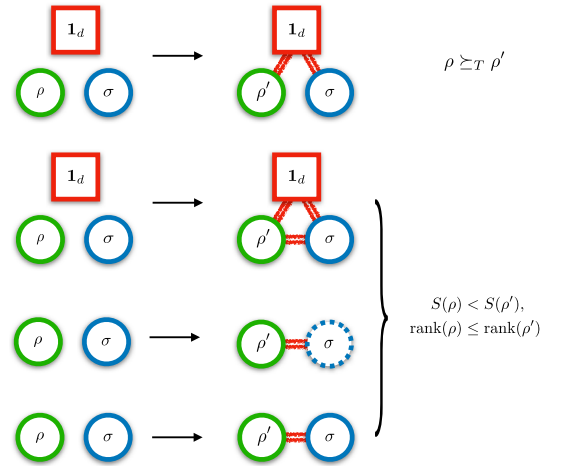 𝟏_d 𝟏_d
ρ σ ρ′ σ ρ ⪰_T ρ′
𝟏_d 𝟏_d
ρ σ ρ′ σ
S(ρ) < S(ρ′),
rank(ρ) ≤ rank(ρ′)
ρ σ ρ′ σ
ρ σ ρ′ σ